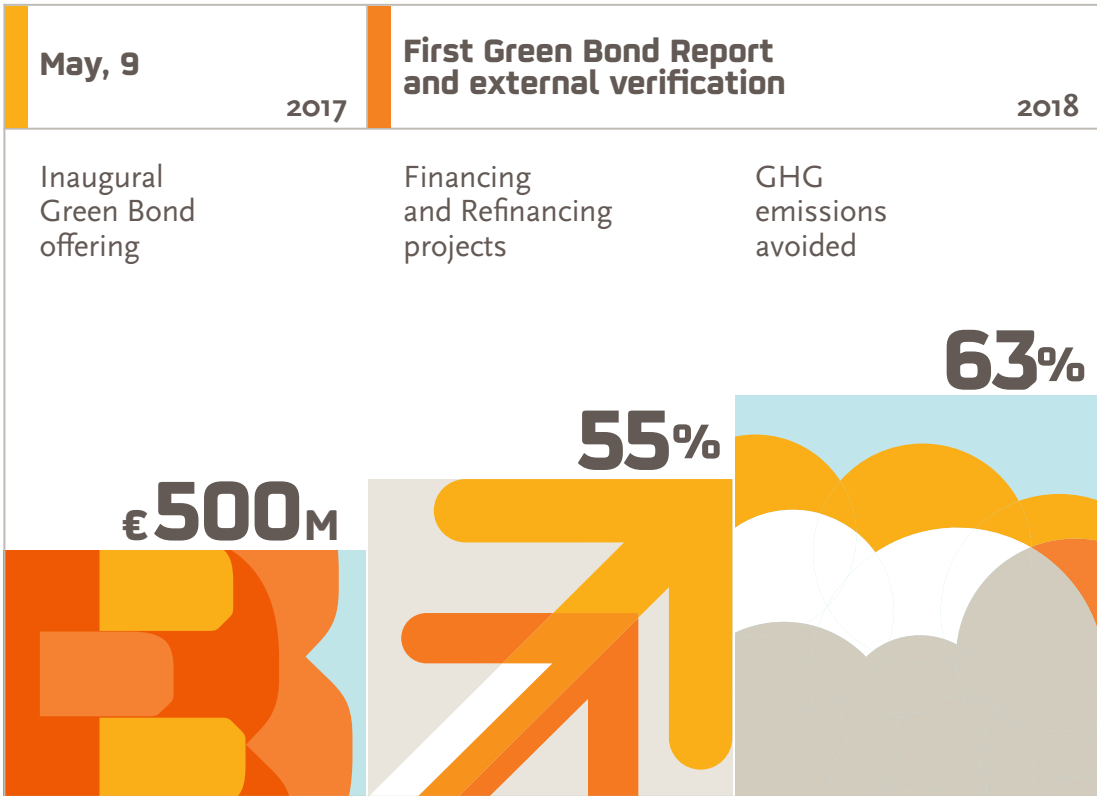 May, 9
2017
First Green Bond Report
and external verification
2018
Inaugural
Green Bond
offering
Financing
and Refinancing
projects
GHG
emissions
avoided
€500M
55%
63%